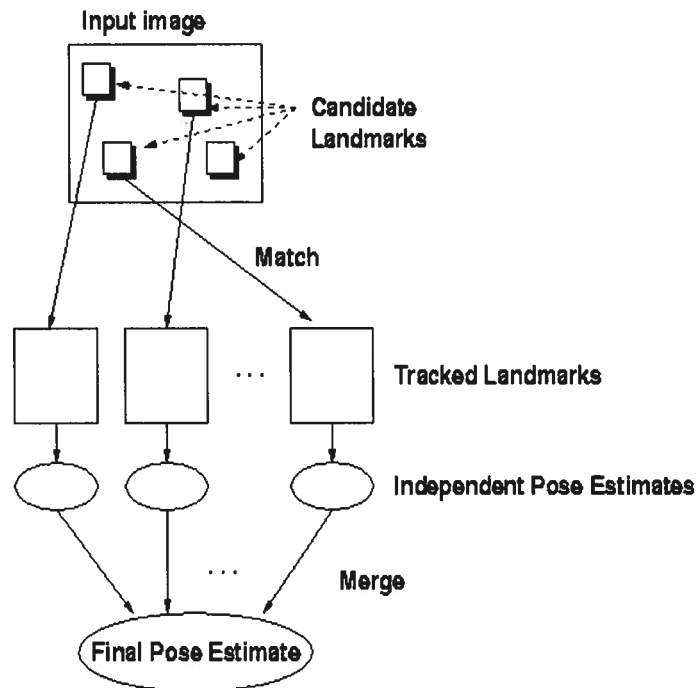 Input image
Candidate
Landmarks
Match
. . .
Tracked Landmarks
Independent Pose Estimates
. . .
Merge
Final Pose Estimate